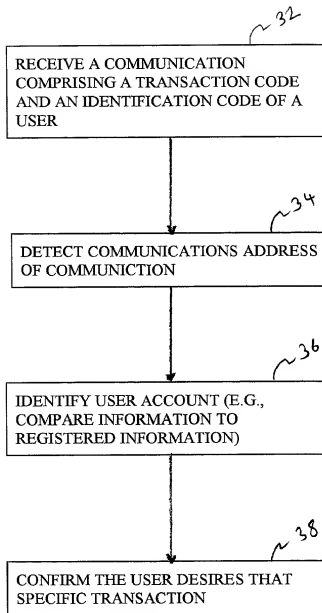 32
RECEIVE A COMMUNICATION
COMPRISING A TRANSACTION CODE
AND AN IDENTIFICATION CODE OF A
USER
34
DETECT COMMUNICATIONS ADDRESS
OF COMMUNICTION
36
IDENTIFY USER ACCOUNT (E.G.,
COMPARE INFORMATION TO
REGISTERED INFORMATION)
38
CONFIRM THE USER DESIRES THAT
SPECIFIC TRANSACTION